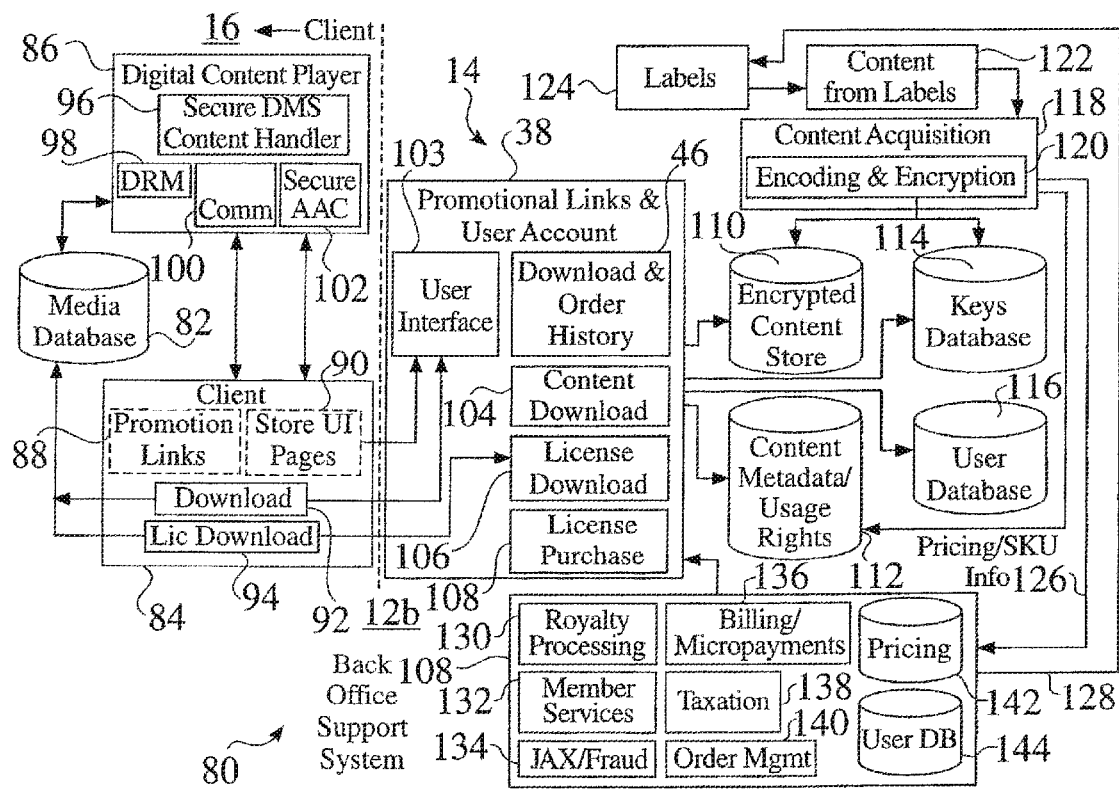 16
Client
86
Digital Content Player
96
Secure DMS
Content Handler
98
DRM
Comm
Secure
AAC
100
102
Media
Database
82
Client
90
88
Promotion
Links
Store UI
Pages
Download
Lic Download
84
94
92
12b
14
38
103
46
Promotional Links &
User Account
User
Interface
Download &
Order
History
104
Content
Download
106
License
Download
108
License
Purchase
124
Labels
Content
from Labels
122
Content Acquisition
118
Encoding & Encryption
120
110
Encrypted
Content
Store
114
Keys
Database
Content
Metadata/
Usage
Rights
112
116
User
Database
Pricing/SKU
Info
126
136
130
Royalty
Processing
Billing/
Micropayments
Pricing
108
Back
Office
Support
System
132
Member
Services
Taxation
138
142
128
134
JAX/Fraud
140
Order Mgmt
User DB
144
80